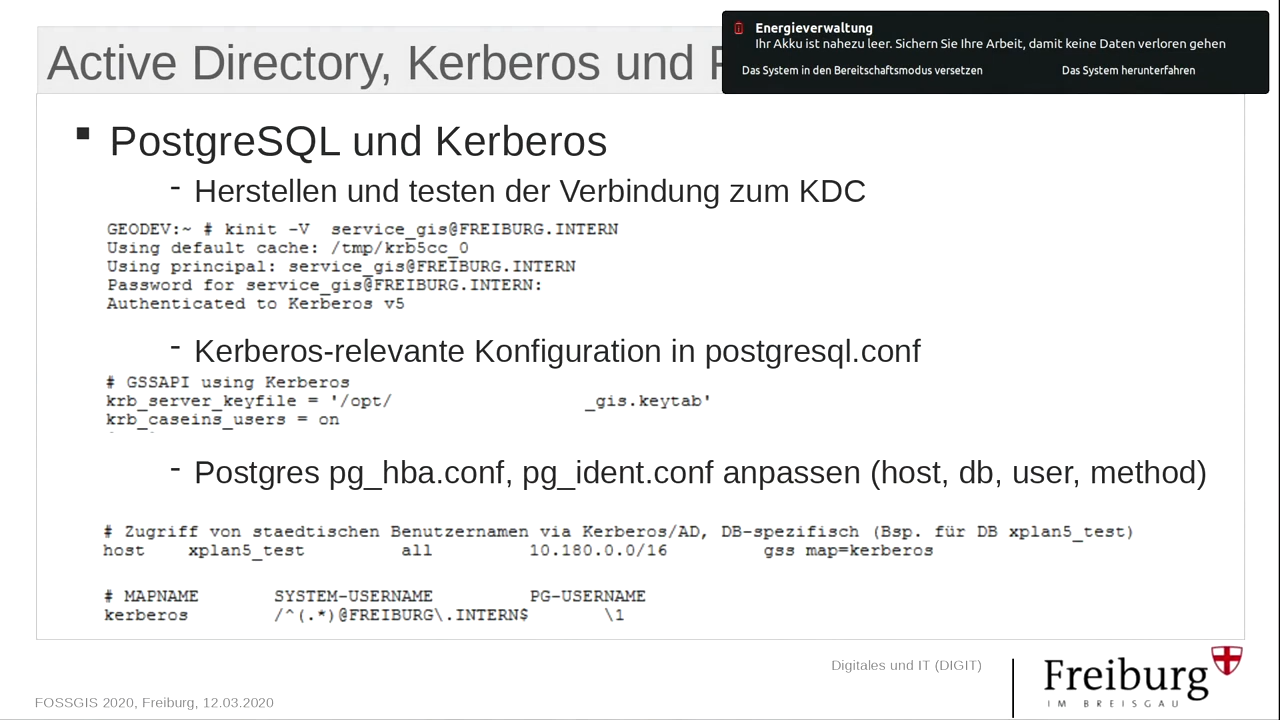 Active Directory, Kerberos und
Energieverwaltung
Ihr Akku ist nahezu leer. Sichern Sie Ihre Arbeit, damit keine Daten verloren gehen
Das System in den Bereitschaftsmodus versetzen
Das System herunterfahren
PostgreSQL und Kerberos
- Herstellen und testen der Verbindung zum KDC
GEODEV:~ # kinit -V service_gis@FREIBURG.INTERN
Using default cache: /tmp/krb5cc_0
Using principal: service_gis@FREIBURG.INTERN
Password for service_gis@FREIBURG.INTERN:
Authenticated to Kerberos v5
- Kerberos-relevante Konfiguration in postgresql.conf
# GSSAPI using Kerberos
krb_server_keyfile = '/opt/ _gis.keytab'
krb_caseins_users = on
- Postgres pg_hba.conf, pg_ident.conf anpassen (host, db, user, method)
# Zugriff von staedtischen Benutzernamen via Kerberos/AD, DB-spezifisch (Bsp. für DB xplan5_test)
host xplan5_test all 10.180.0.0/16 gss map=kerberos
# MAPNAME SYSTEM-USERNAME PG-USERNAME
kerberos /^(.*)@FREIBURG\.INTERN$ \1
Digitales und IT (DIGIT)
Freiburg
IM BREISGAU
FOSSGIS 2020, Freiburg, 12.03.2020